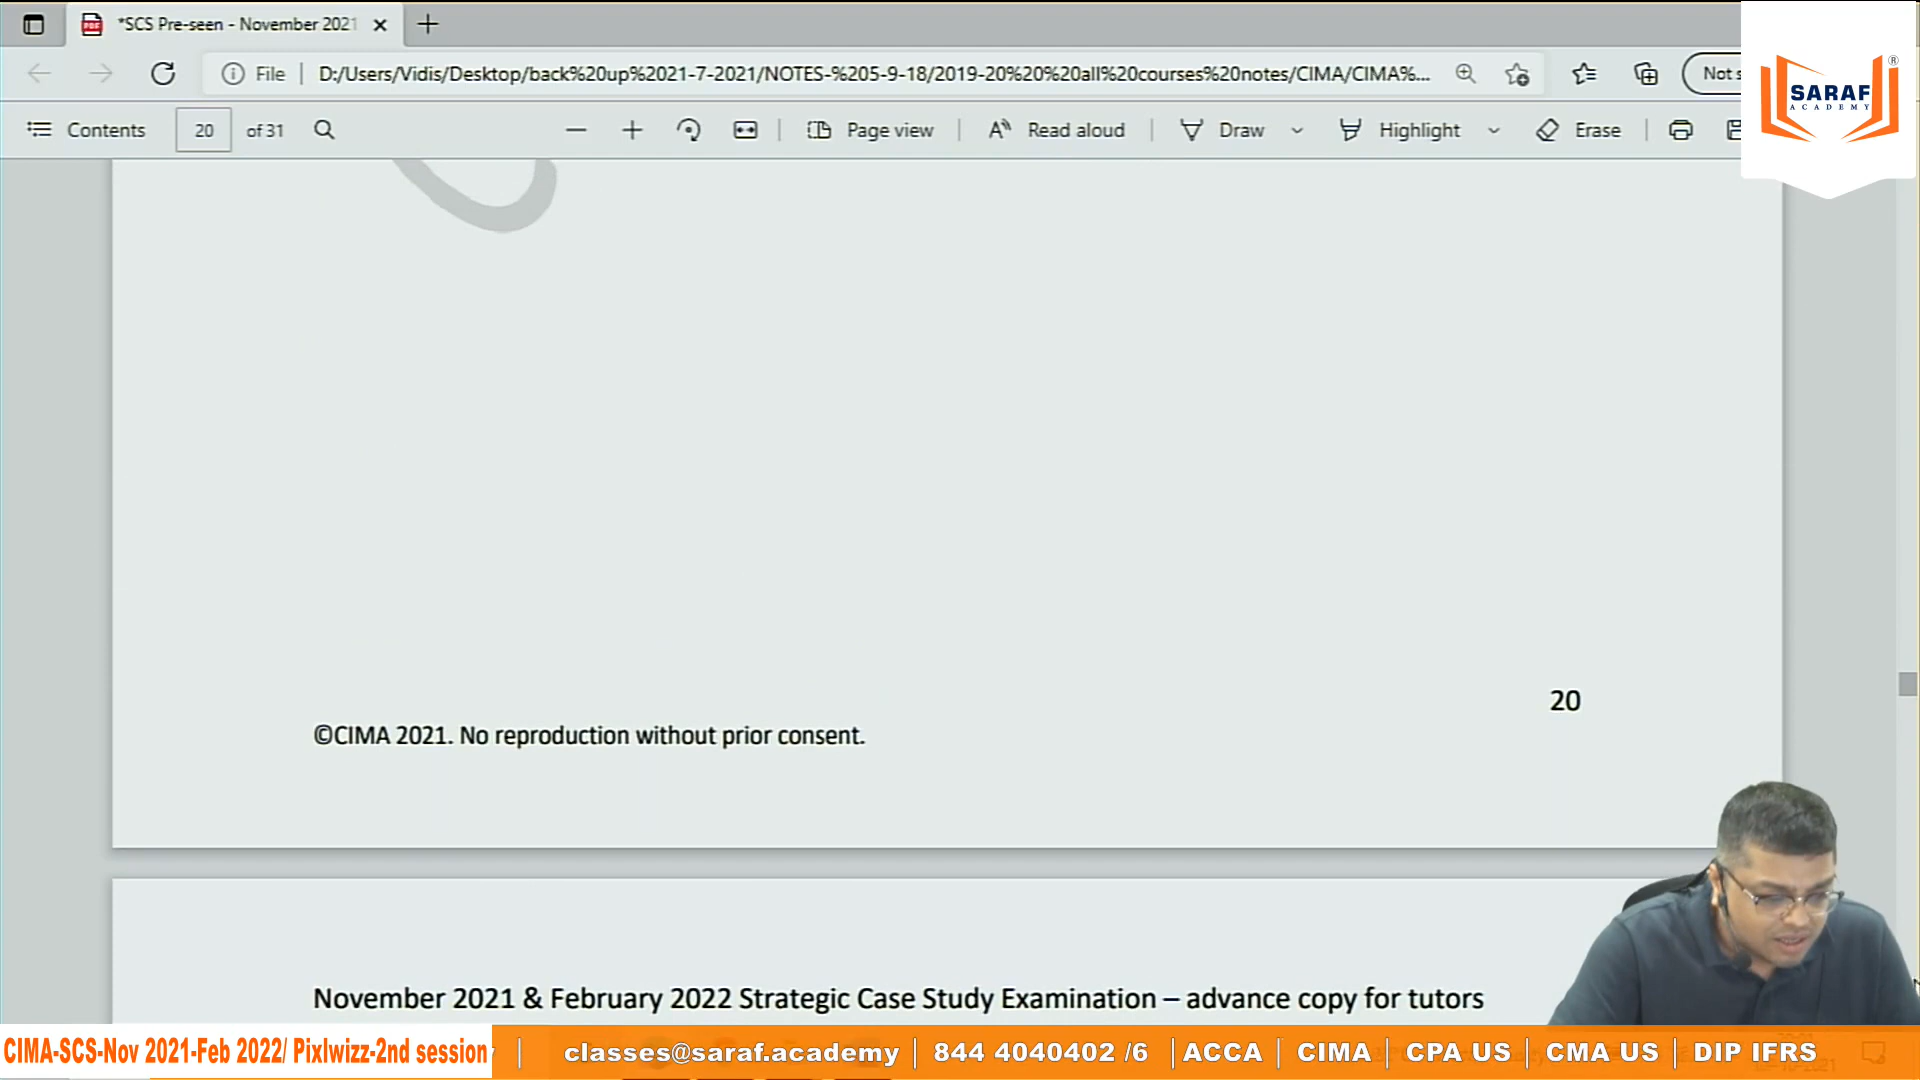 *SCS Pre-seen - November 2021
File
D:/Users/Vidis/Desktop/back%20up%2021-7-2021/NOTES-%205-9-18/2019-20%20%20all%20courses%20notes/CIMA/CIMA%...
Not s
SARAF
ACADEMY
®
Contents
20 of 31
Page view
Read aloud
Draw
Highlight
Erase
20
©CIMA 2021. No reproduction without prior consent.
November 2021 & February 2022 Strategic Case Study Examination – advance copy for tutors
CIMA-SCS-Nov 2021-Feb 2022/ Pixlwizz-2nd session
classes@saraf.academy | 844 4040402 /6 | ACCA | CIMA | CPA US | CMA US | DIP IFRS